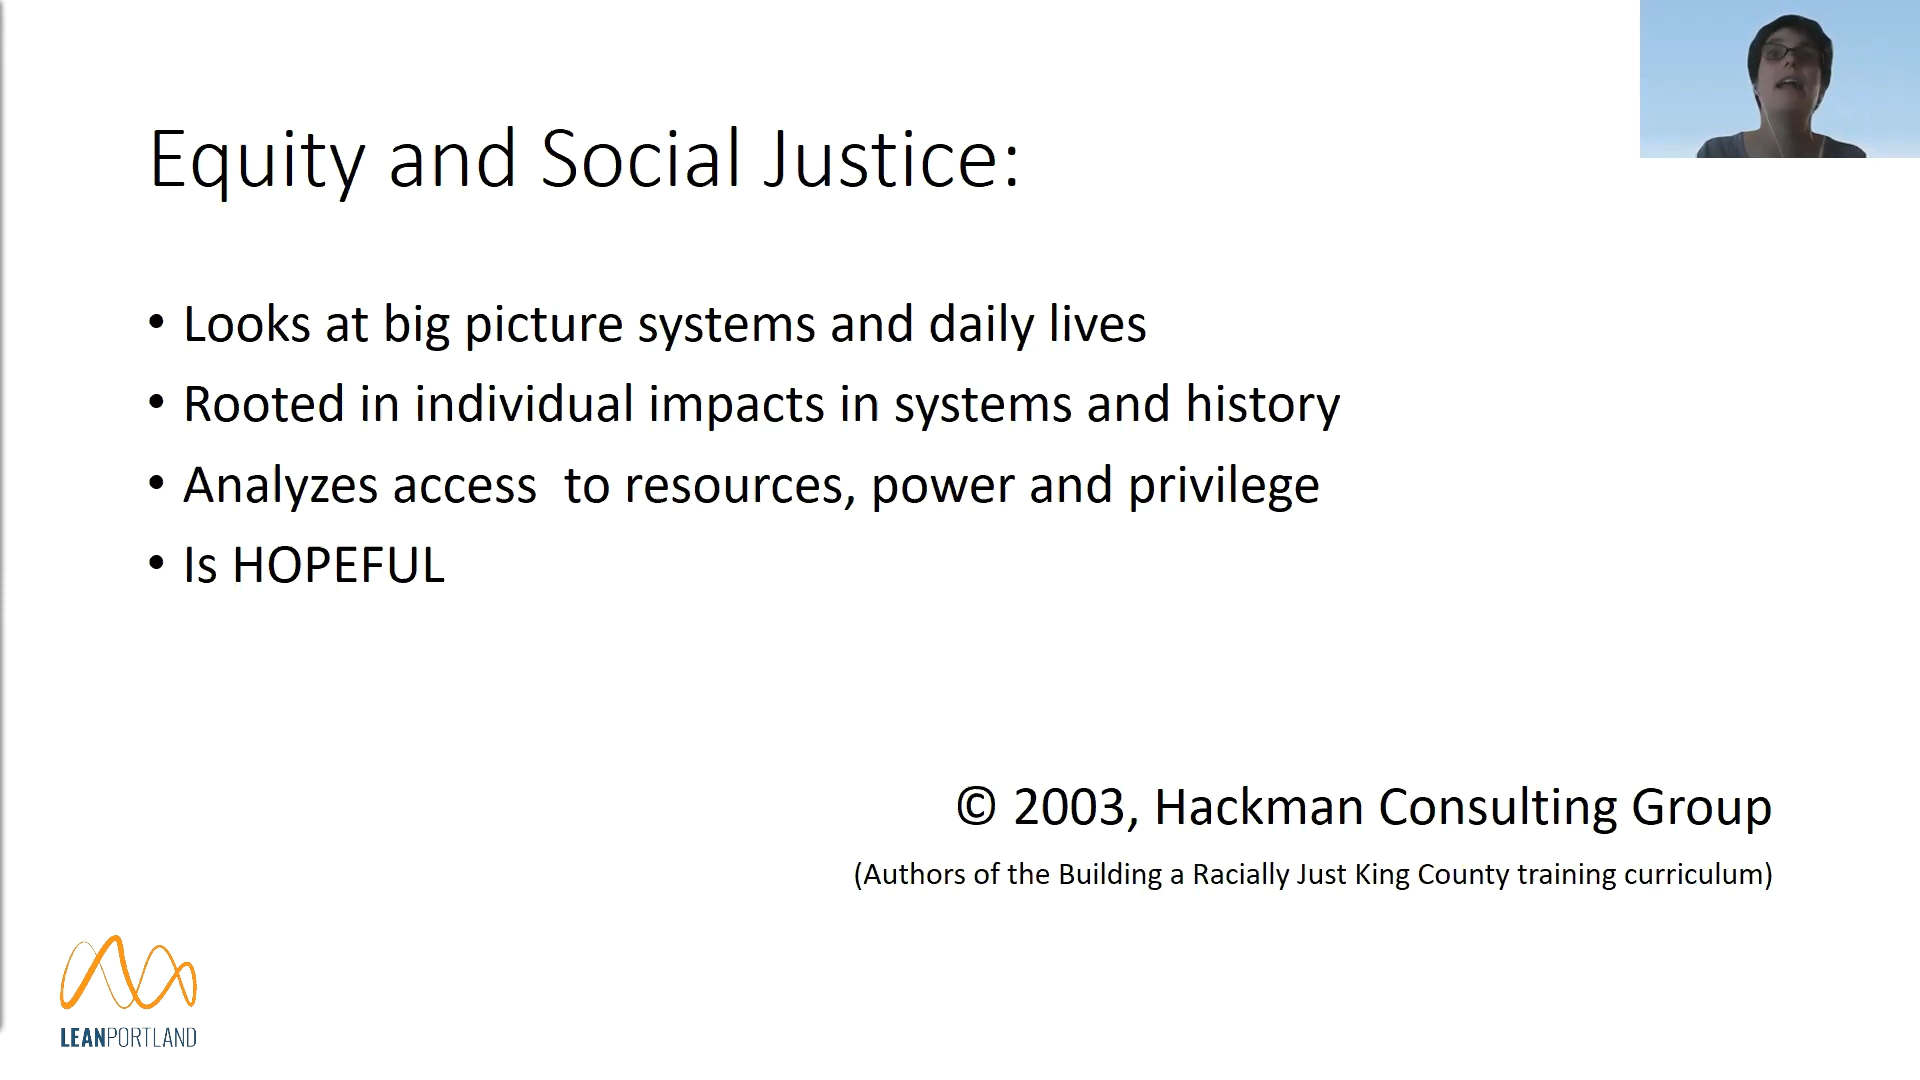 Equity and Social Justice:
• Looks at big picture systems and daily lives
• Rooted in individual impacts in systems and history
• Analyzes access  to resources, power and privilege
• Is HOPEFUL
© 2003, Hackman Consulting Group
(Authors of the Building a Racially Just King County training curriculum)
LEANPORTLAND